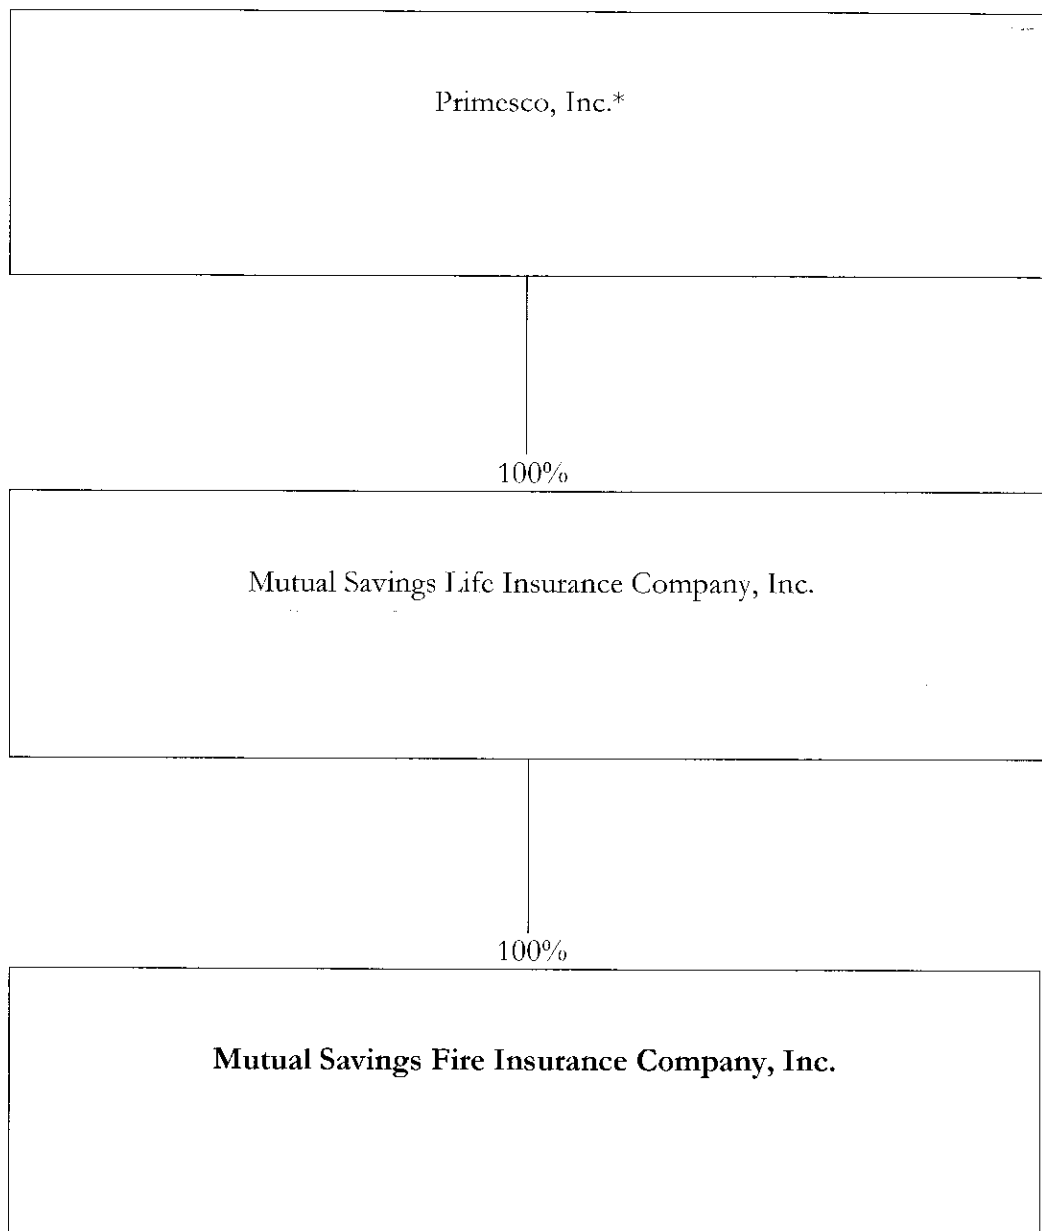 Primesco, Inc.*
100%
Mutual Savings Life Insurance Company, Inc.
100%
Mutual Savings Fire Insurance Company, Inc.